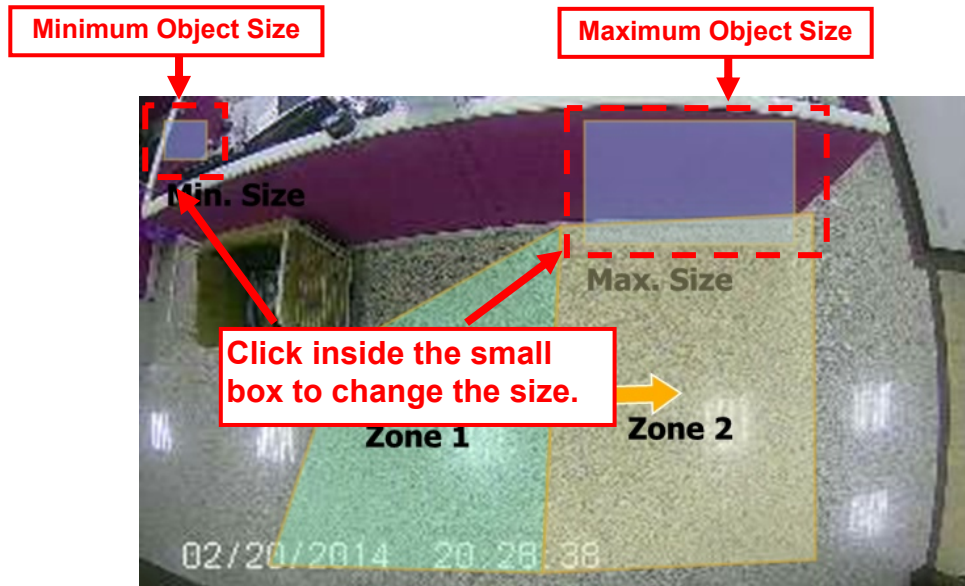 Minimum Object Size
Maximum Object Size
Min. Size
Max. Size
Click inside the small
box to change the size.
Zone 1
Zone 2
02/20/2014 20:28:38